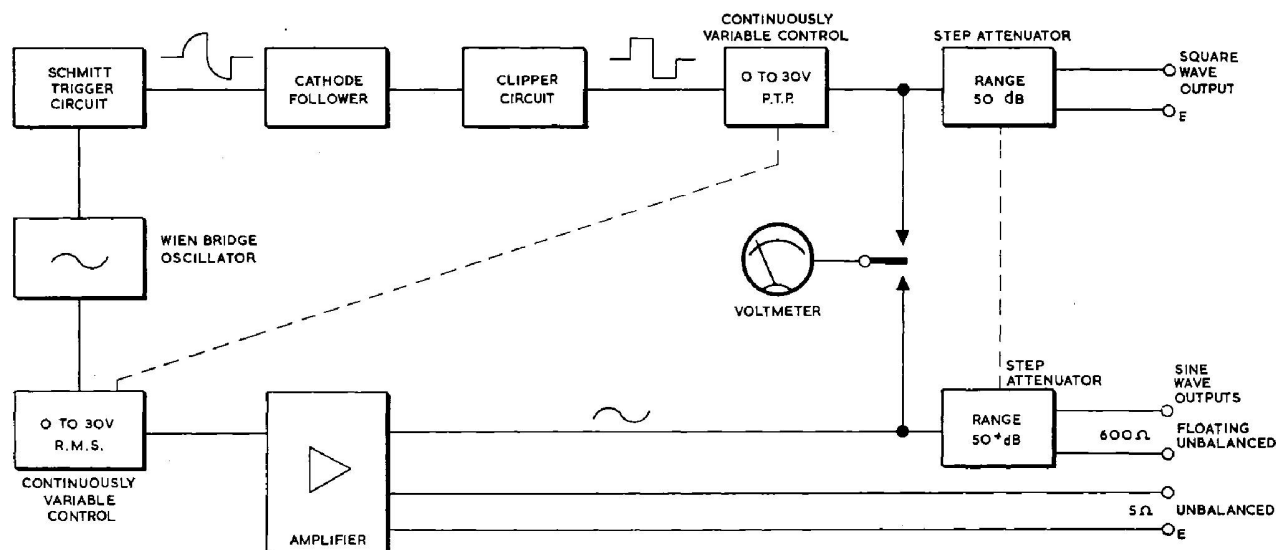 CONTINUOUSLY
VARIABLE CONTROL
STEP ATTENUATOR
SCHMITT
TRIGGER
CIRCUIT
CATHODE
FOLLOWER
CLIPPER
CIRCUIT
0 TO 30V
P.T.P.
RANGE
50 dB
SQUARE
WAVE
OUTPUT
E
WIEN BRIDGE
OSCILLATOR
VOLTMETER
STEP
ATTENUATOR
SINE
WAVE
OUTPUTS
0 TO 30V
R.M.S.
RANGE
50 dB
600Ω
FLOATING
UNBALANCED
CONTINUOUSLY
VARIABLE
CONTROL
AMPLIFIER
5Ω UNBALANCED
E